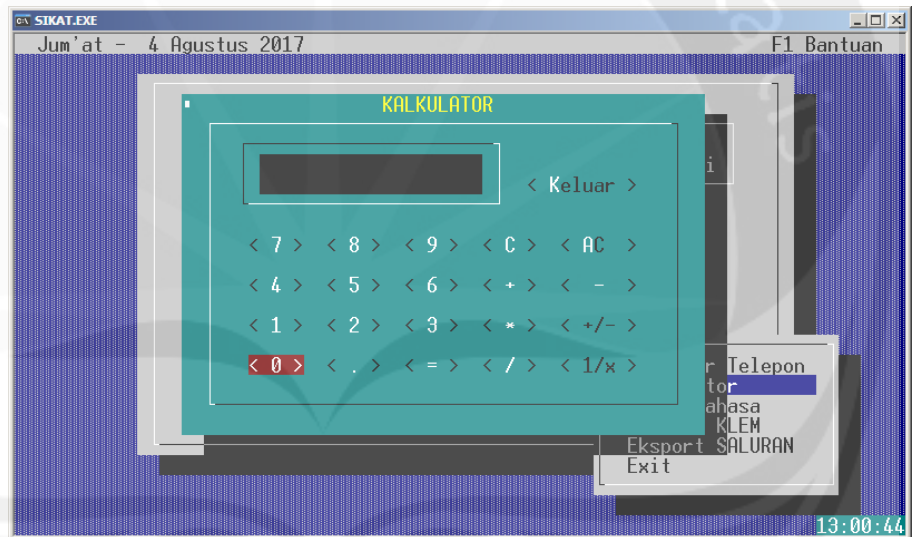 SIKAT.EXE
Jum'at - 4 Agustus 2017 F1 Bantuan
KALKULATOR
i
< Keluar >
< 7 > < 8 > < 9 > < C > < AC >
< 4 > < 5 > < 6 > < + > < - >
< 1 > < 2 > < 3 > < * > < +/- >
< 0 > < . > < = > < / > < 1/x >
r Telepon
tor
ahasa
KLEM
Eksport SALURAN
Exit
13:00:44